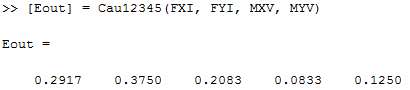 >> [Eout] = Cau12345(FXI, FYI, MXV, MYV)
Eout =
0.2917 0.3750 0.2083 0.0833 0.1250